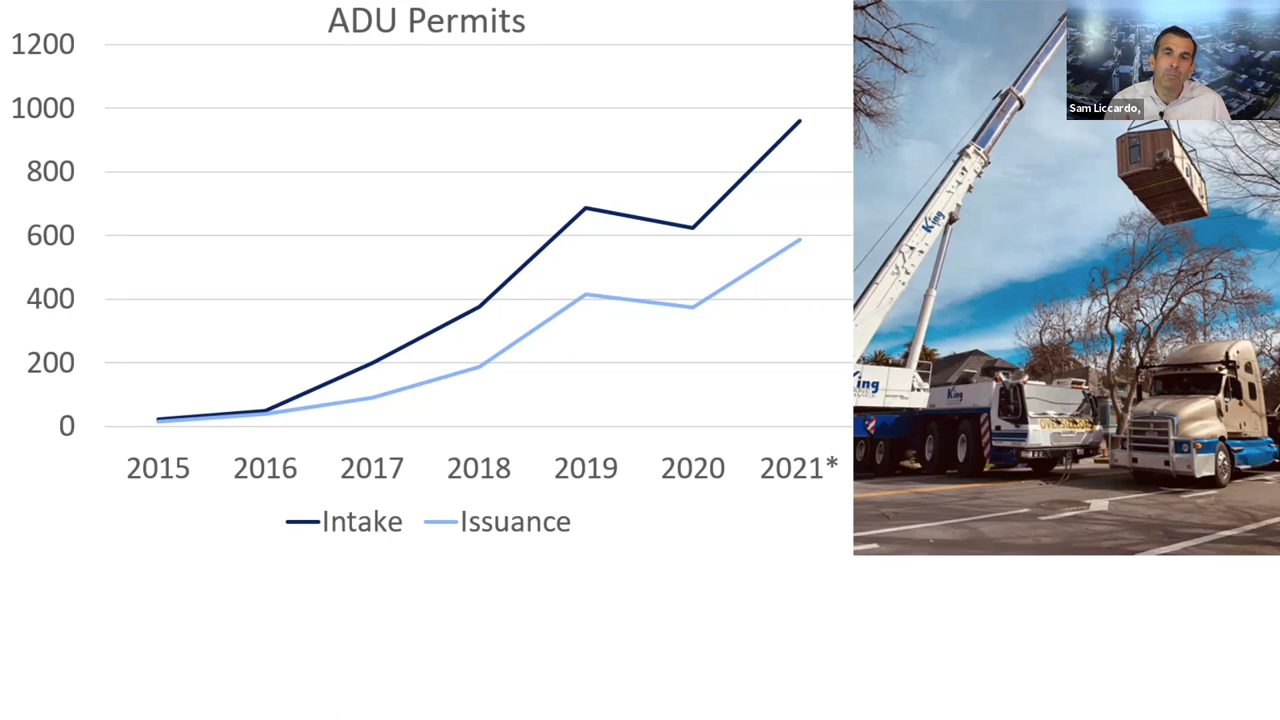 ADU Permits
1200
1000
800
600
400
200
0
2015 2016 2017 2018 2019 2020 2021*
Intake Issuance
Sam Liccardo,
King
King
King